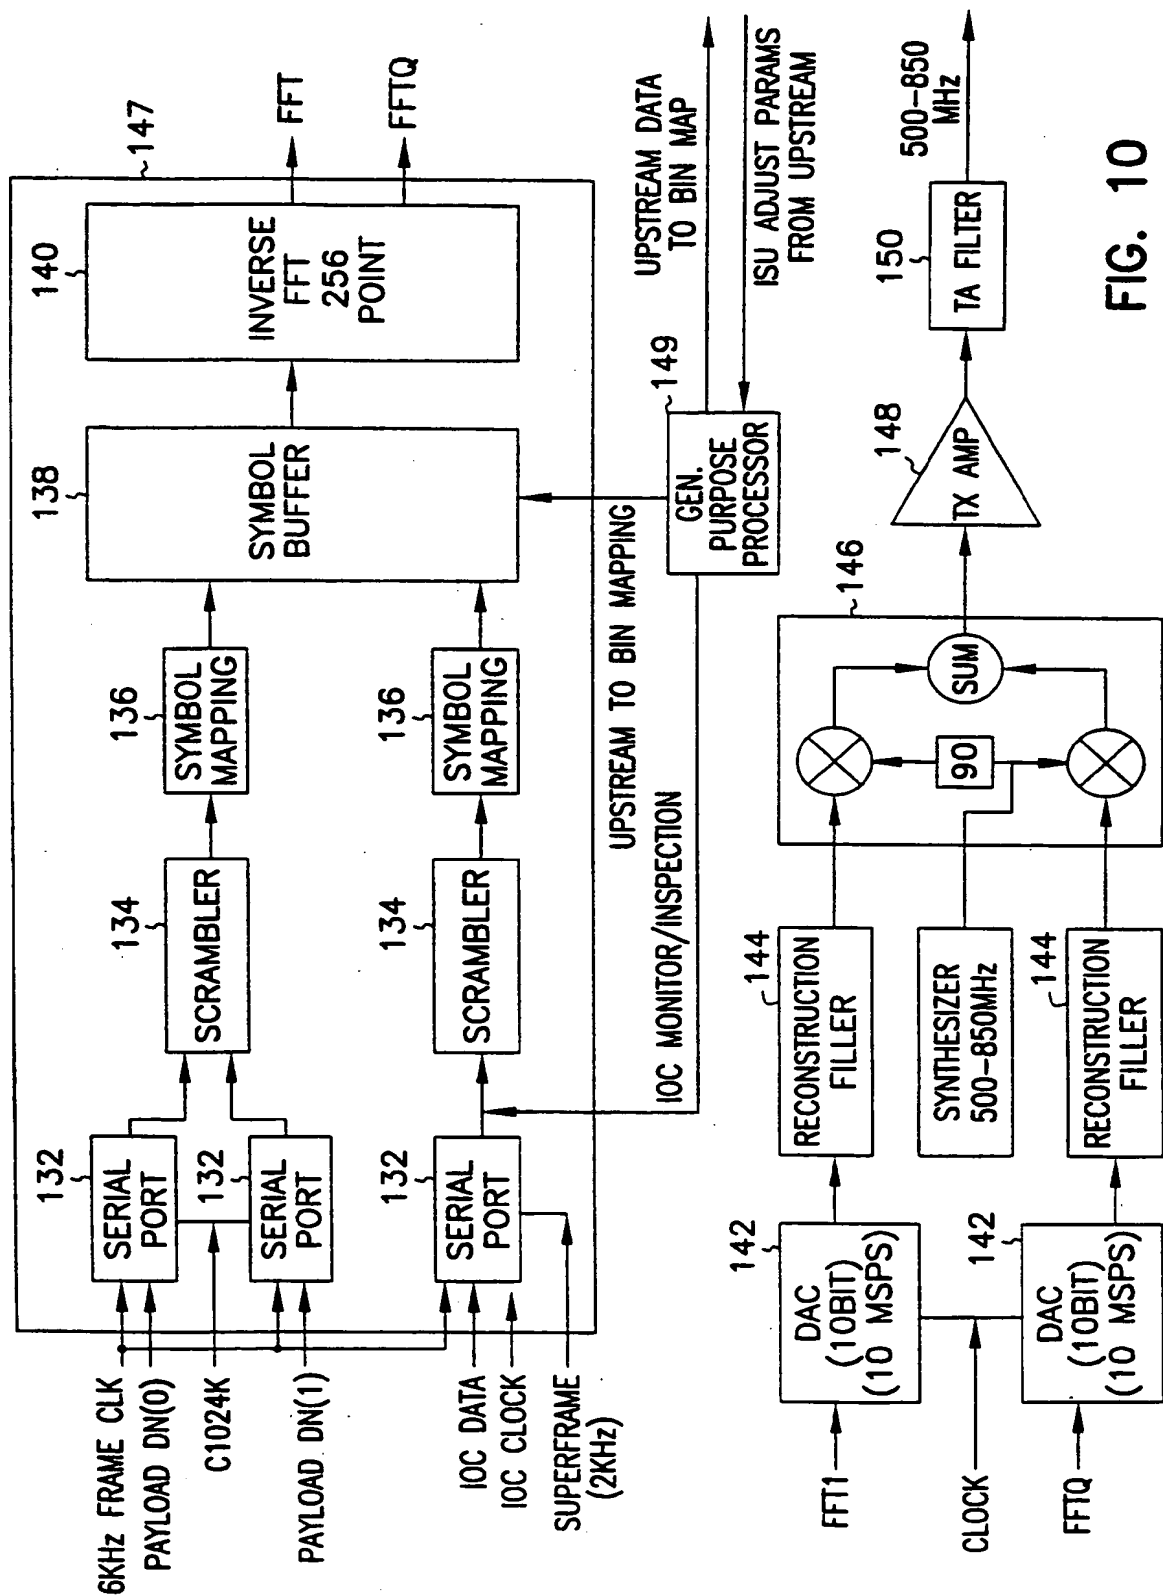 6KHz FRAME CLK
PAYLOAD DN(0)
C1024K
PAYLOAD DN(1)
IOC DATA
IOC CLOCK
SUPERFRAME
(2KHz)
132
SERIAL
PORT
132
SERIAL
PORT
132
SERIAL
PORT
134
SCRAMBLER
134
SCRAMBLER
136
SYMBOL
MAPPING
136
SYMBOL
MAPPING
138
SYMBOL
BUFFER
140
INVERSE
FFT
256
POINT
147
FFT
FFTQ
IOC MONITOR/INSPECTION
UPSTREAM TO BIN MAPPING
149
GEN.
PURPOSE
PROCESSOR
UPSTREAM DATA
TO BIN MAP
ISU ADJUST PARAMS
FROM UPSTREAM
FFT1
CLOCK
FFTQ
142
DAC
(10BIT)
(10 MSPS)
142
DAC
(10BIT)
(10 MSPS)
144
RECONSTRUCTION
FILLER
SYNTHESIZER
500-850MHz
144
RECONSTRUCTION
FILLER
146
90
SUM
148
TX AMP
150
TA FILTER
500-850
MHz
FIG. 10